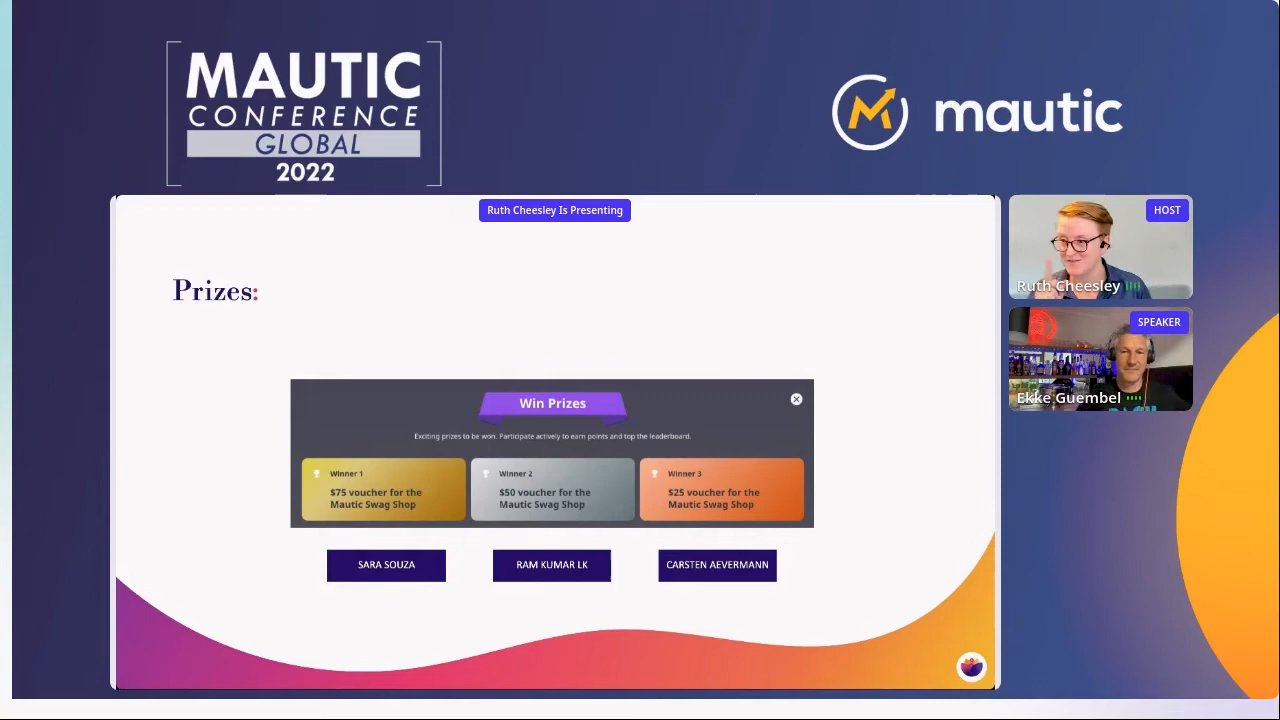 MAUTIC
CONFERENCE
GLOBAL
2022
mautic
Ruth Cheesley Is Presenting
HOST
Ruth Cheesley
SPEAKER
Ekke Guembel
Prizes:
Win Prizes
Exciting prizes to be won. Participate actively to earn points and top the leaderboard.
Winner 1
$75 voucher for the
Mautic Swag Shop
Winner 2
$50 voucher for the
Mautic Swag Shop
Winner 3
$25 voucher for the
Mautic Swag Shop
SARA SOUZA
RAM KUMAR LK
CARSTEN AEVERMANN